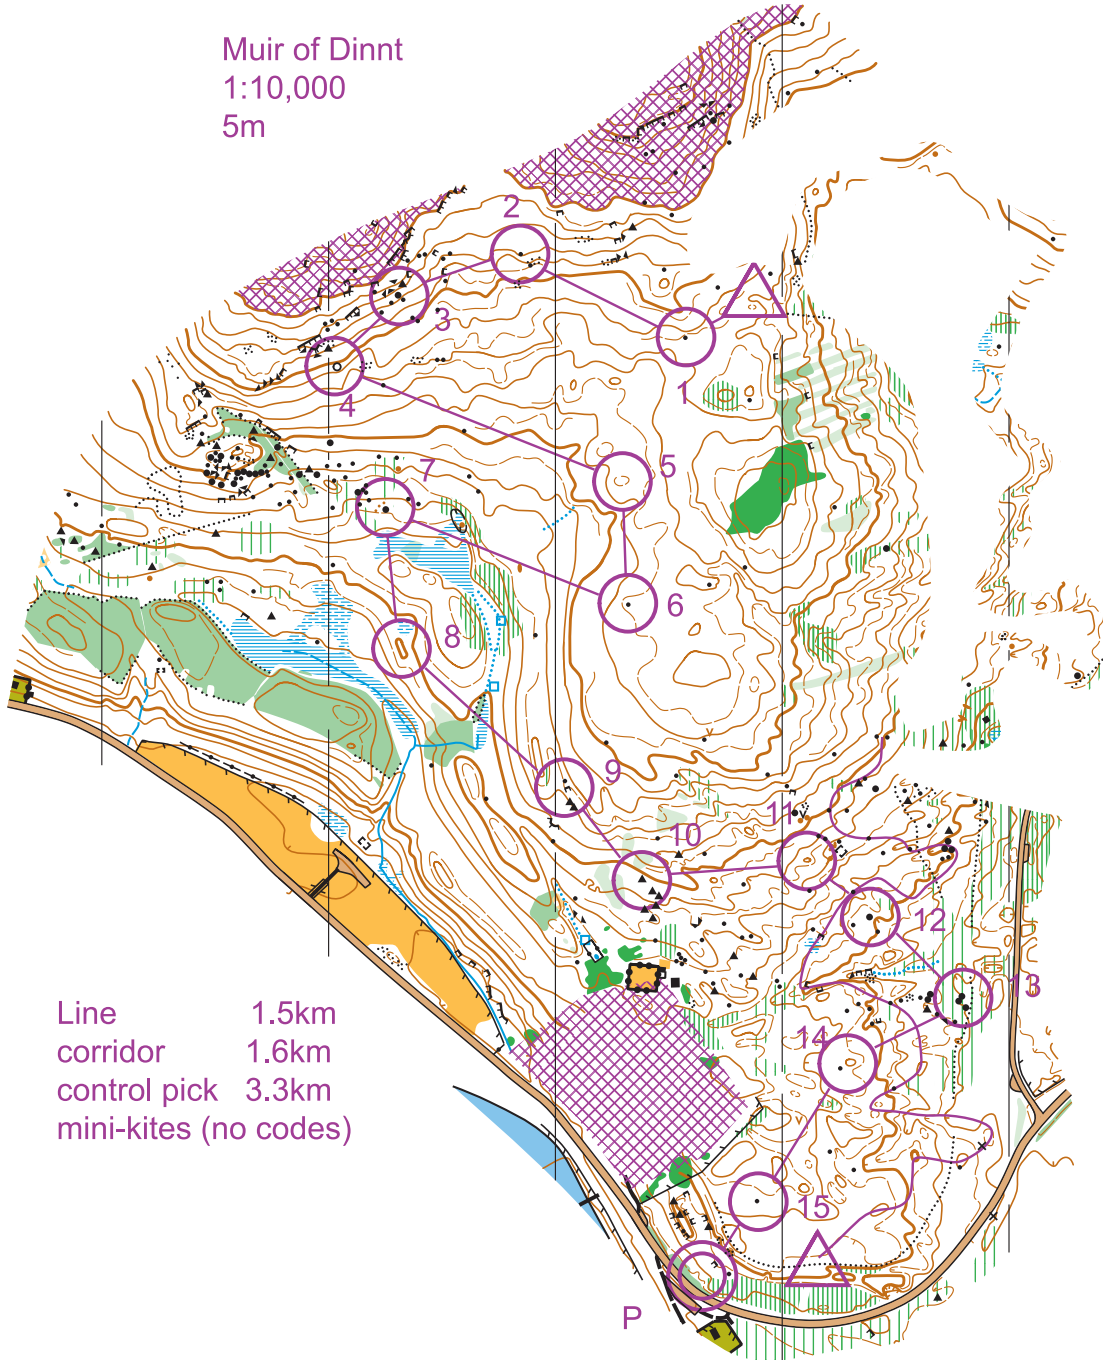 Muir of Dinnt
1:10,000
5m
2
3
1
4
5
7
6
8
9
10
11
12
13
14
15
Line 1.5km
corridor 1.6km
control pick 3.3km
mini-kites (no codes)
P